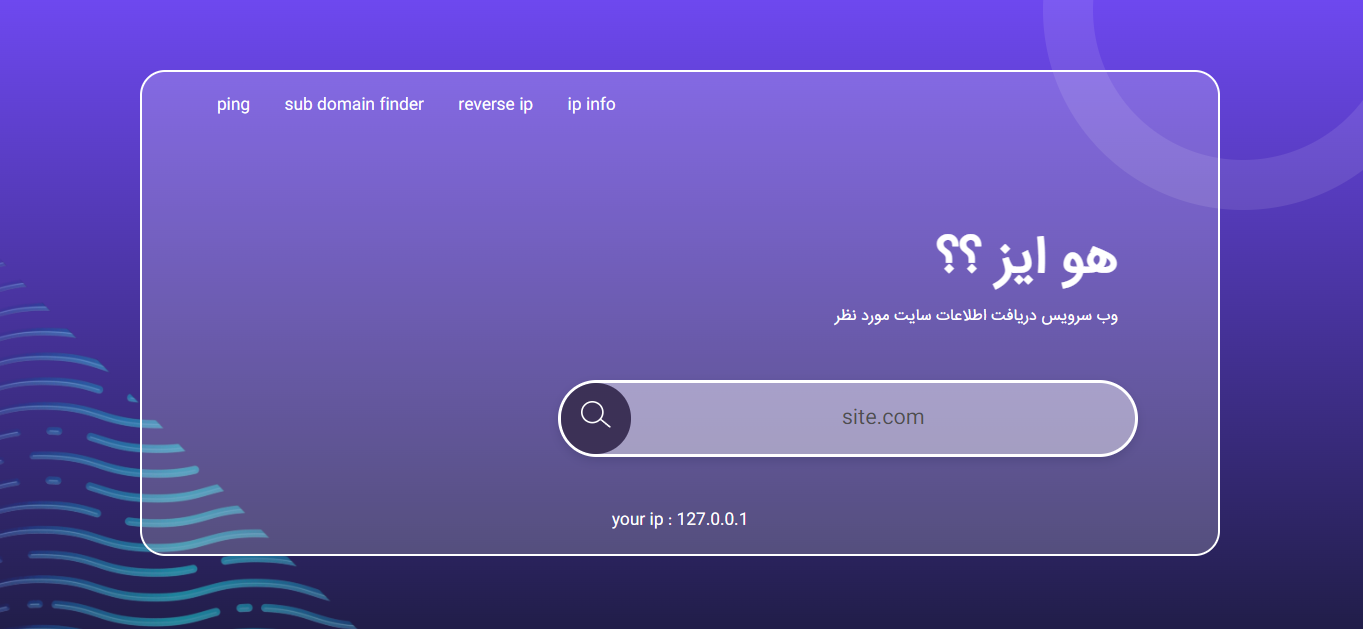 ping sub domain finder reverse ip ip info
هو ایز ؟؟
وب سرویس دریافت اطلاعات سایت مورد نظر
site.com
your ip : 127.0.0.1